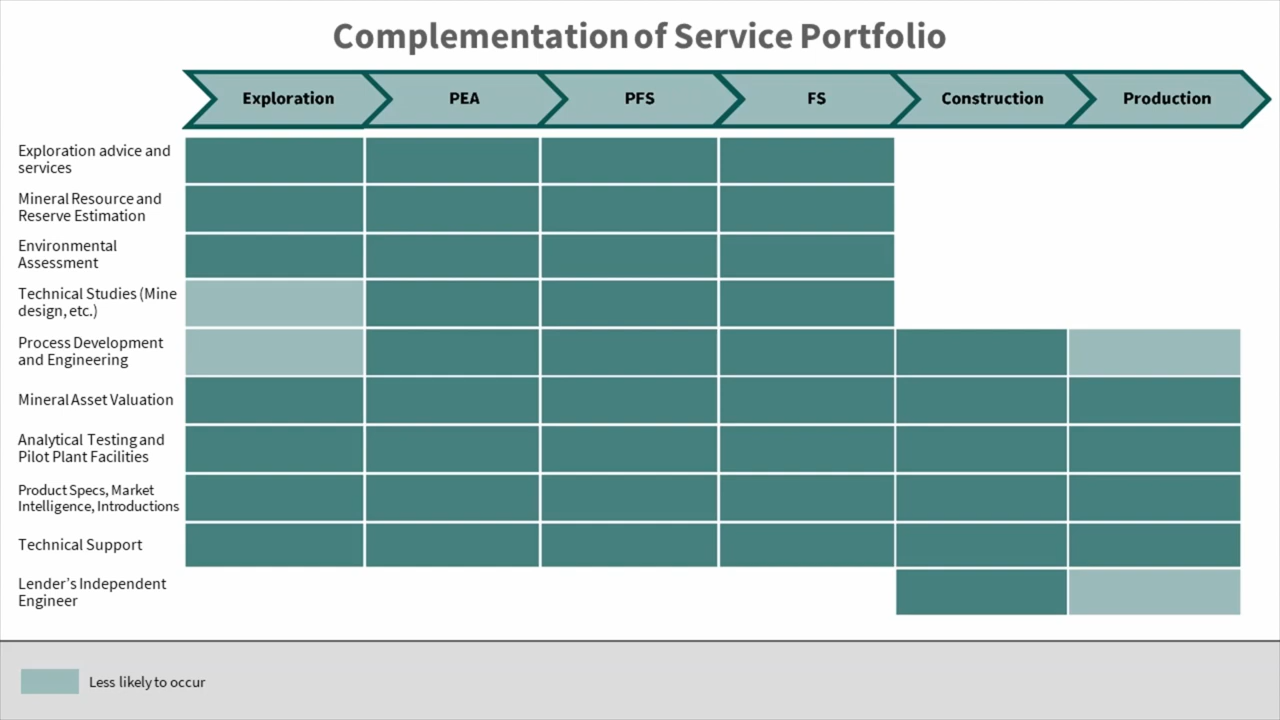 Complementation of Service Portfolio
Exploration
PEA
PFS
FS
Construction
Production
Exploration advice and
services
Mineral Resource and
Reserve Estimation
Environmental
Assessment
Technical Studies (Mine
design, etc.)
Process Development
and Engineering
Mineral Asset Valuation
Analytical Testing and
Pilot Plant Facilities
Product Specs, Market
Intelligence, Introductions
Technical Support
Lender’s Independent
Engineer
Less likely to occur